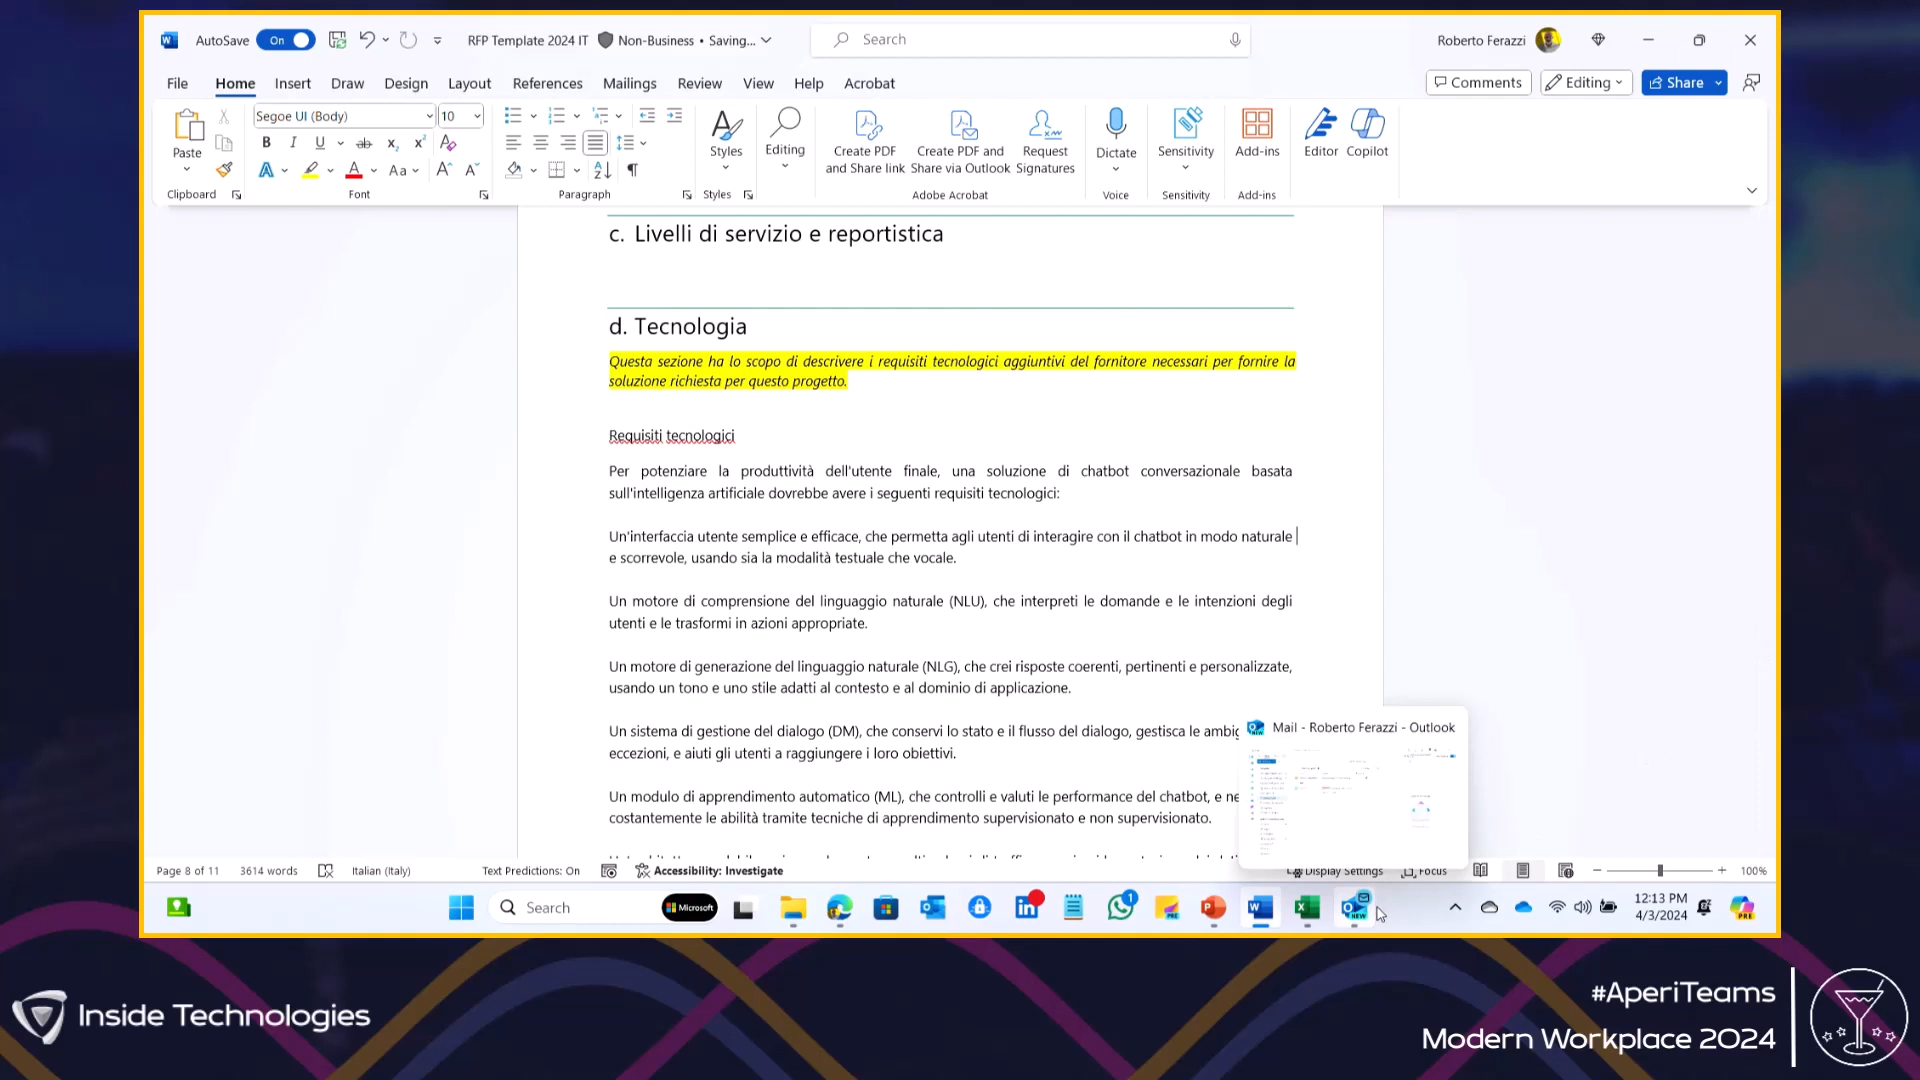 AutoSave On RFP Template 2024 IT Non-Business • Saving... Search Roberto Ferazzi
File Home Insert Draw Design Layout References Mailings Review View Help Acrobat Comments Editing Share
Segoe UI (Body) 10
Paste Styles Editing Create PDF and Share link Create PDF and Share via Outlook Request Signatures Dictate Sensitivity Add-ins Editor Copilot
Clipboard Font Paragraph Styles Adobe Acrobat Voice Sensitivity Add-ins
c. Livelli di servizio e reportistica
d. Tecnologia
Questa sezione ha lo scopo di descrivere i requisiti tecnologici aggiuntivi del fornitore necessari per fornire la
soluzione richiesta per questo progetto.
Requisiti tecnologici
Per potenziare la produttività dell'utente finale, una soluzione di chatbot conversazionale basata
sull'intelligenza artificiale dovrebbe avere i seguenti requisiti tecnologici:
Un'interfaccia utente semplice e efficace, che permetta agli utenti di interagire con il chatbot in modo naturale
e scorrevole, usando sia la modalità testuale che vocale.
Un motore di comprensione del linguaggio naturale (NLU), che interpreti le domande e le intenzioni degli
utenti e le trasformi in azioni appropriate.
Un motore di generazione del linguaggio naturale (NLG), che crei risposte coerenti, pertinenti e personalizzate,
usando un tono e uno stile adatti al contesto e al dominio di applicazione.
Un sistema di gestione del dialogo (DM), che conservi lo stato e il flusso del dialogo, gestisca le ambig
eccezioni, e aiuti gli utenti a raggiungere i loro obiettivi.
Un modulo di apprendimento automatico (ML), che controlli e valuti le performance del chatbot, e ne
costantemente le abilità tramite tecniche di apprendimento supervisionato e non supervisionato.
Mail - Roberto Ferazzi - Outlook
Page 8 of 11 3614 words Italian (Italy) Text Predictions: On Accessibility: Investigate Display Settings Focus 100%
Search Microsoft 12:13 PM
4/3/2024
Inside Technologies
#AperiTeams
Modern Workplace 2024